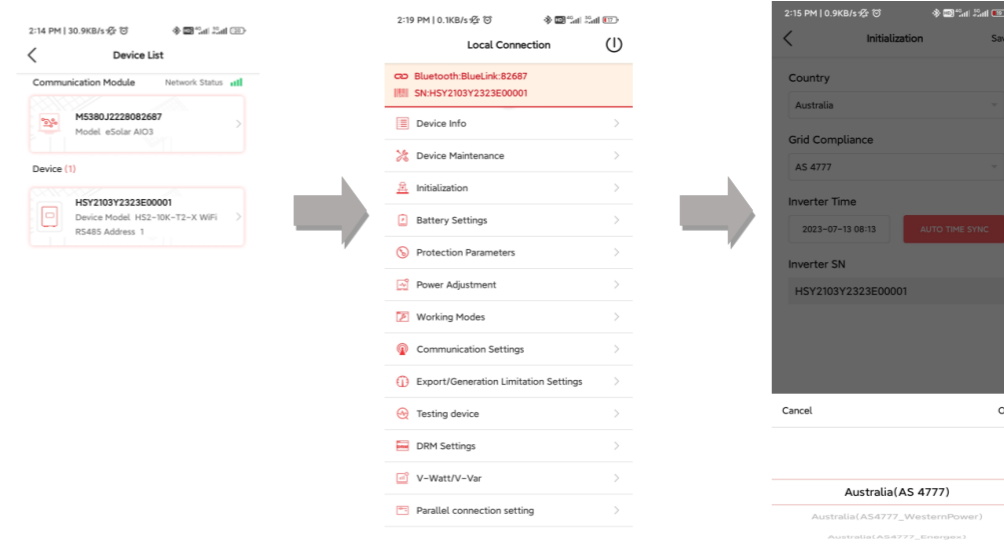 2:14 PM | 30.9KB/s
Device List
Communication Module Network Status
M5380J2228082687
Model eSolar AIO3
Device (1)
HSY2103Y2323E00001
Device Model HS2-10K-T2-X WiFi
RS485 Address 1
2:19 PM | 0.1KB/s
Local Connection
Bluetooth:BlueLink:82687
SN:HSY2103Y2323E00001
Device Info
Device Maintenance
Initialization
Battery Settings
Protection Parameters
Power Adjustment
Working Modes
Communication Settings
Export/Generation Limitation Settings
Testing device
DRM Settings
V-Watt/V-Var
Parallel connection setting
2:15 PM | 0.9KB/s
Initialization Sav
Country
Australia
Grid Compliance
AS 4777
Inverter Time
2023-07-13 08:13 AUTO TIME SYNC
Inverter SN
HSY2103Y2323E00001
Cancel O
Australia(AS 4777)
Australia(AS4777_WesternPower)
Australia(AS4777_Energex)